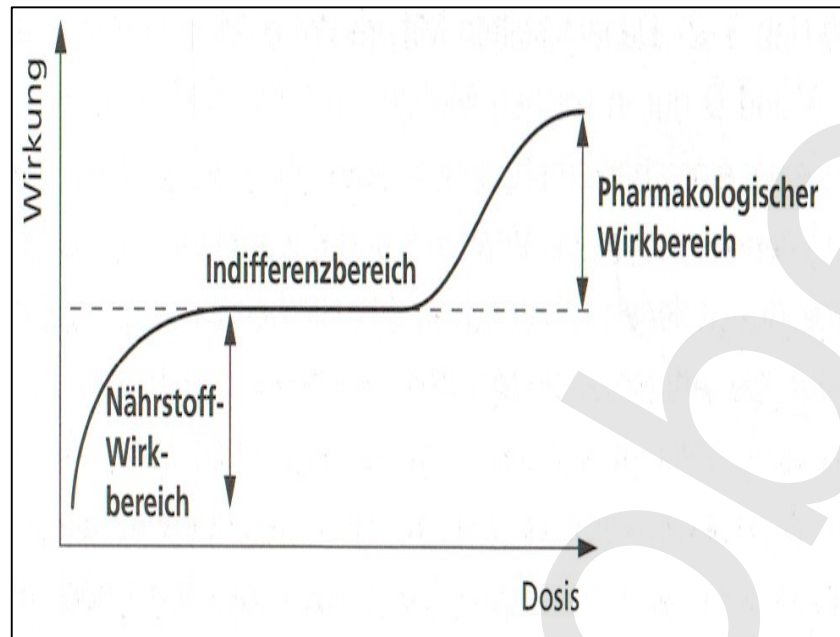 Wirkung
Indifferenzbereich
Pharmakologischer
Wirkbereich
Nährstoff-
Wirk-
bereich
Dosis